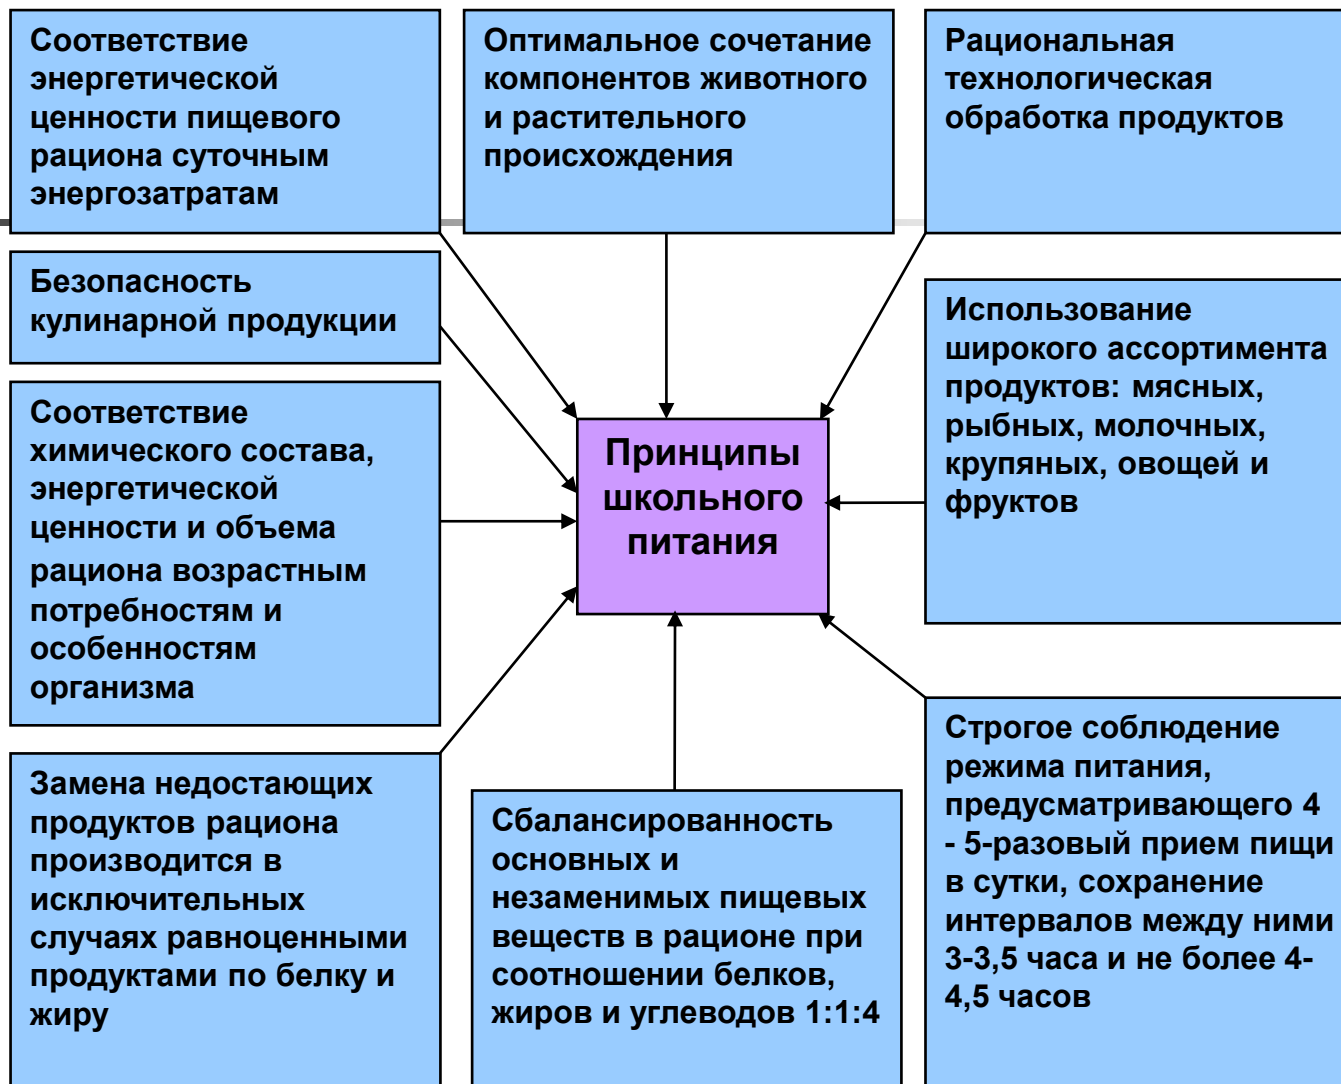 Соответствие
энергетической
ценности пищевого
рациона суточным
энергозатратам
Оптимальное сочетание
компонентов животного
и растительного
происхождения
Рациональная
технологическая
обработка продуктов
Безопасность
кулинарной продукции
Использование
широкого ассортимента
продуктов: мясных,
рыбных, молочных,
крупяных, овощей и
фруктов
Соответствие
химического состава,
энергетической
ценности и объема
рациона возрастным
потребностям и
особенностям
организма
Принципы
школьного
питания
Замена недостающих
продуктов рациона
производится в
исключительных
случаях равноценными
продуктами по белку и
жиру
Сбалансированность
основных и
незаменимых пищевых
веществ в рационе при
соотношении белков,
жиров и углеводов 1:1:4
Строгое соблюдение
режима питания,
предусматривающего 4
- 5-разовый прием пищи
в сутки, сохранение
интервалов между ними
3-3,5 часа и не более 4-
4,5 часов